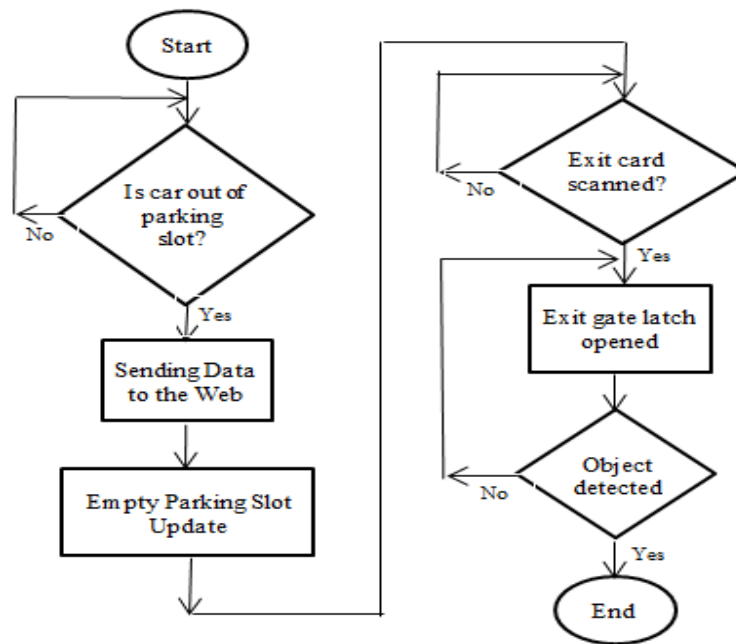 Start
Is car out of
parking
slot?
No
Yes
Sending Data
to the Web
Empty Parking Slot
Update
Exit card
scanned?
No
Yes
Exit gate latch
opened
Object
detected
No
Yes
End